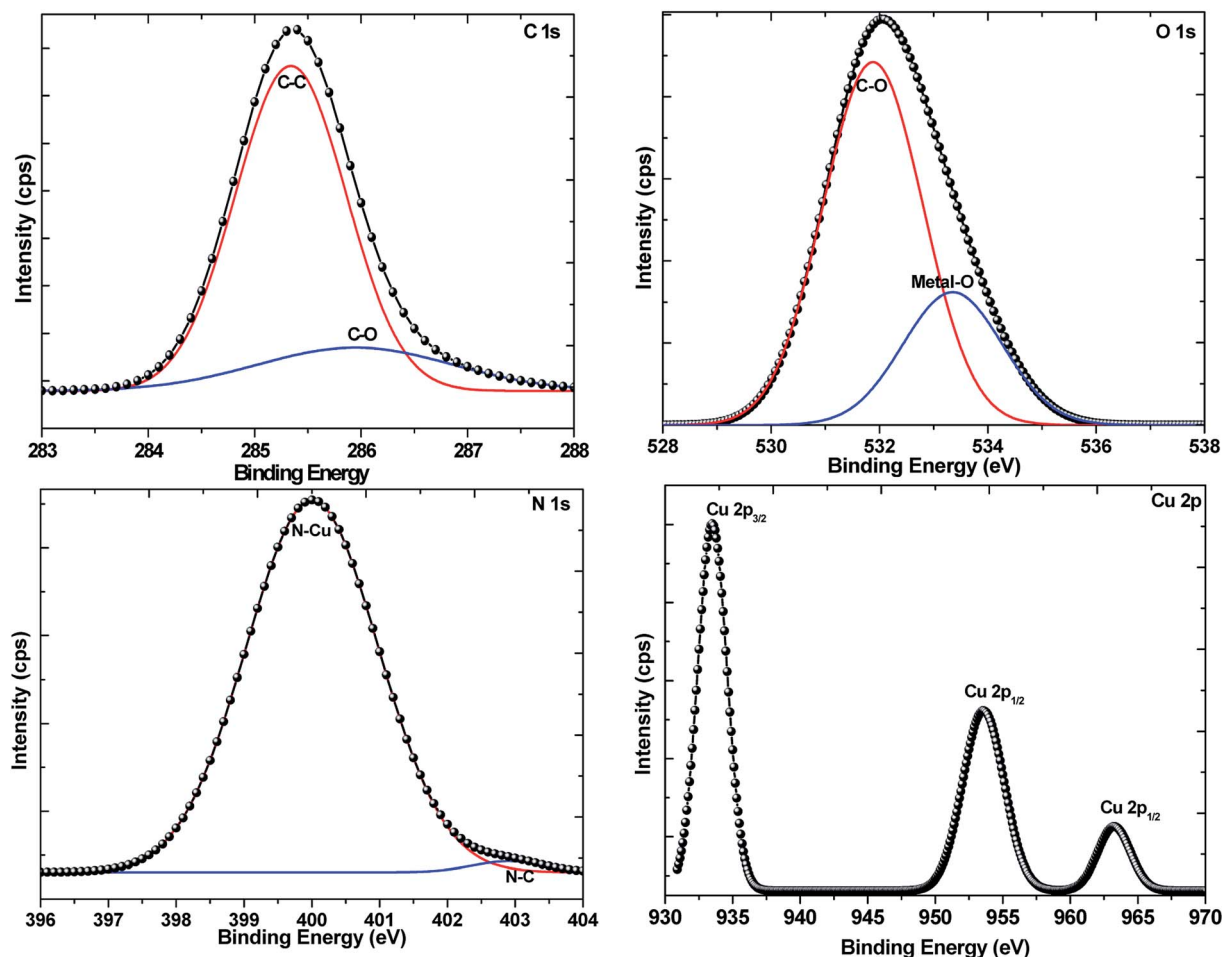 C 1s
C-C
C-O
Intensity (cps)
283 284 285 286 287 288
Binding Energy
O 1s
C-O
Metal-O
Intensity (cps)
528 530 532 534 536 538
Binding Energy (eV)
N 1s
N-Cu
N-C
Intensity (cps)
396 397 398 399 400 401 402 403 404
Binding Energy (eV)
Cu 2p
Cu 2p3/2
Cu 2p1/2
Cu 2p1/2
Intensity (cps)
930 935 940 945 950 955 960 965 970
Binding Energy (eV)